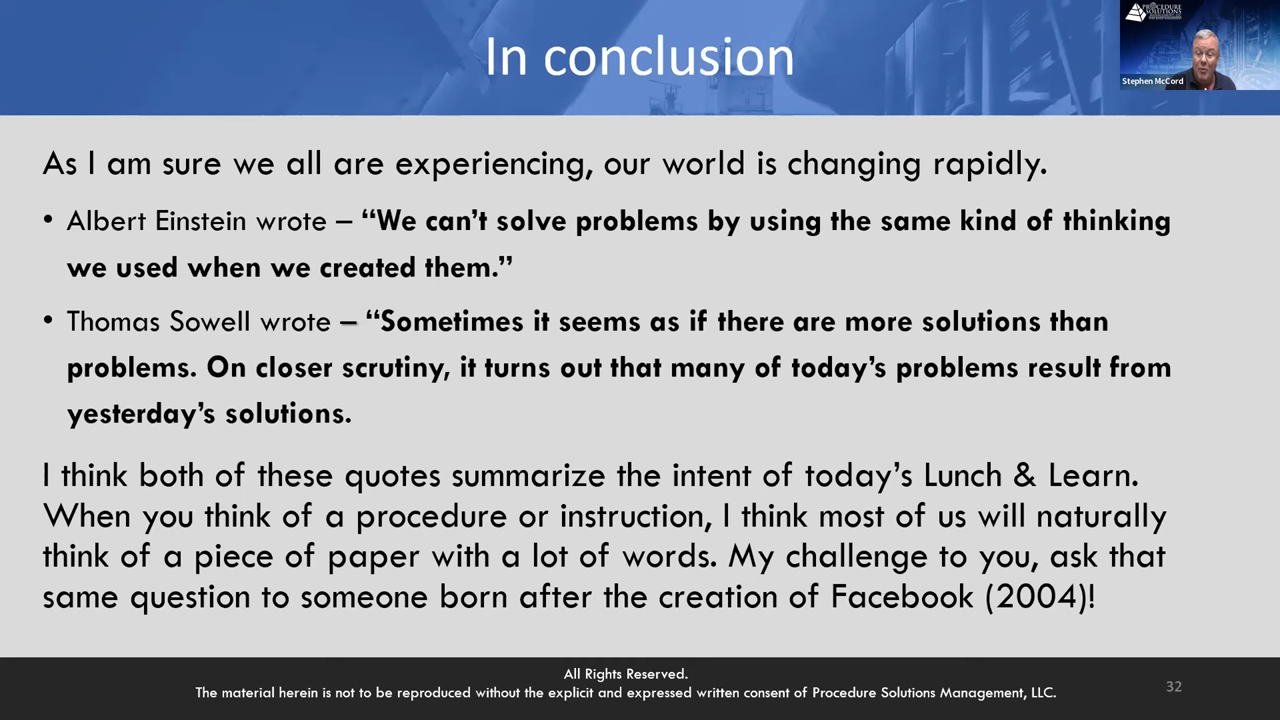 In conclusion
PROCEDURE
SOLUTIONS
Stephen McCord
As I am sure we all are experiencing, our world is changing rapidly.
• Albert Einstein wrote – “We can’t solve problems by using the same kind of thinking
we used when we created them.”
• Thomas Sowell wrote – “Sometimes it seems as if there are more solutions than
problems. On closer scrutiny, it turns out that many of today’s problems result from
yesterday’s solutions.
I think both of these quotes summarize the intent of today’s Lunch & Learn.
When you think of a procedure or instruction, I think most of us will naturally
think of a piece of paper with a lot of words. My challenge to you, ask that
same question to someone born after the creation of Facebook (2004)!
All Rights Reserved.
The material herein is not to be reproduced without the explicit and expressed written consent of Procedure Solutions Management, LLC.
32